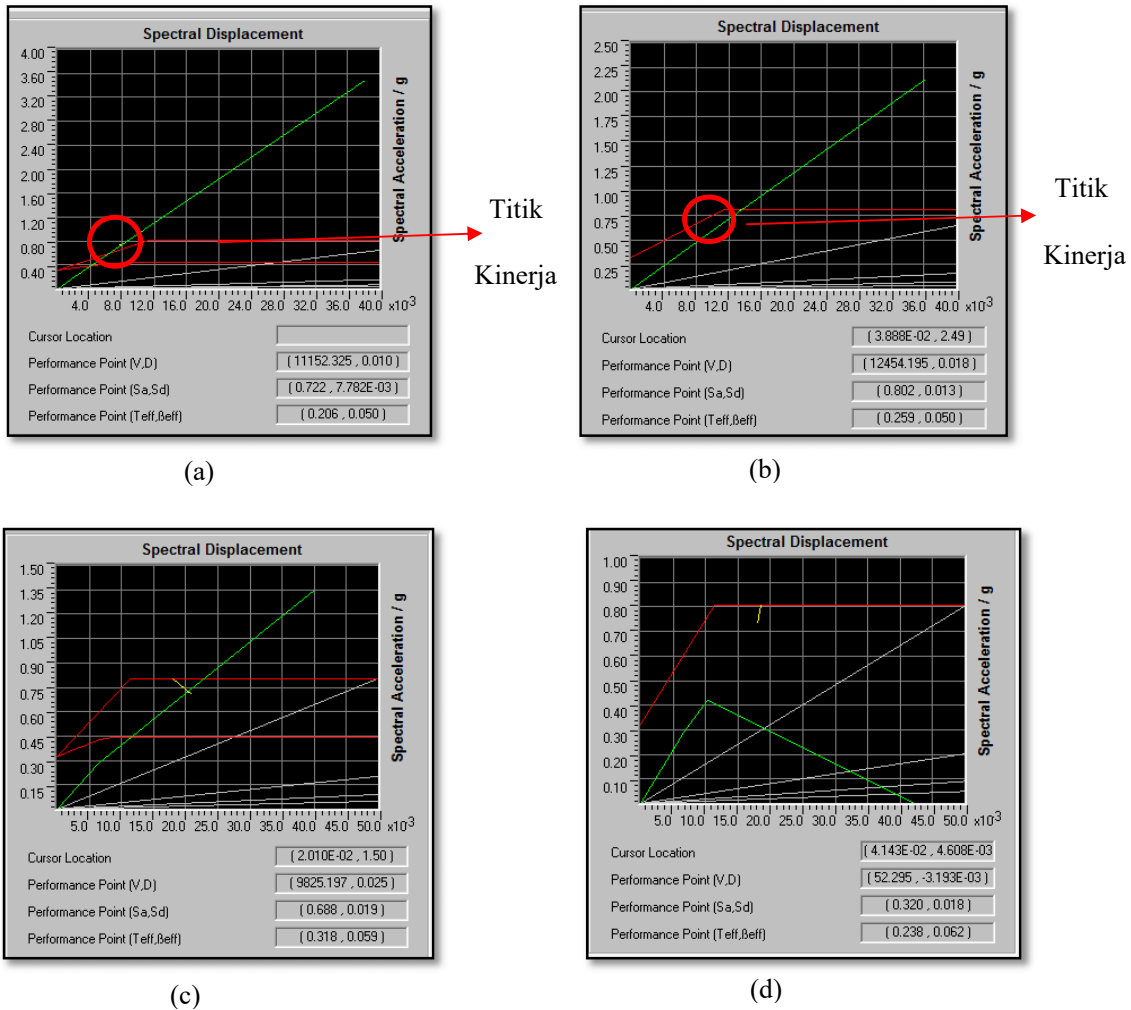 Spectral Displacement
4.00
3.60
3.20
2.80
2.40
2.00
1.60
1.20
0.80
0.40
4.0 8.0 12.0 16.0 20.0 24.0 28.0 32.0 36.0 40.0 x10-3
Spectral Acceleration / g
Cursor Location
Performance Point (V,D) ( 11152.325 , 0.010 )
Performance Point (Sa,Sd) ( 0.722 , 7.782E-03 )
Performance Point (Teff,ßeff) ( 0.206 , 0.050 )
Titik
Kinerja
(a)
Spectral Displacement
2.50
2.25
2.00
1.75
1.50
1.25
1.00
0.75
0.50
0.25
4.0 8.0 12.0 16.0 20.0 24.0 28.0 32.0 36.0 40.0 x10-3
Spectral Acceleration / g
Cursor Location ( 3.888E-02 , 2.49 )
Performance Point (V,D) ( 12454.195 , 0.018 )
Performance Point (Sa,Sd) ( 0.802 , 0.013 )
Performance Point (Teff,ßeff) ( 0.259 , 0.050 )
Titik
Kinerja
(b)
Spectral Displacement
1.50
1.35
1.20
1.05
0.90
0.75
0.60
0.45
0.30
0.15
5.0 10.0 15.0 20.0 25.0 30.0 35.0 40.0 45.0 50.0 x10-3
Spectral Acceleration / g
Cursor Location ( 2.010E-02 , 1.50 )
Performance Point (V,D) ( 9825.197 , 0.025 )
Performance Point (Sa,Sd) ( 0.688 , 0.019 )
Performance Point (Teff,ßeff) ( 0.318 , 0.059 )
(c)
Spectral Displacement
1.00
0.90
0.80
0.70
0.60
0.50
0.40
0.30
0.20
0.10
5.0 10.0 15.0 20.0 25.0 30.0 35.0 40.0 45.0 50.0 x10-3
Spectral Acceleration / g
Cursor Location ( 4.143E-02 , 4.608E-03
Performance Point (V,D) ( 52.295 , -3.193E-03 )
Performance Point (Sa,Sd) ( 0.320 , 0.018 )
Performance Point (Teff,ßeff) ( 0.238 , 0.062 )
(d)